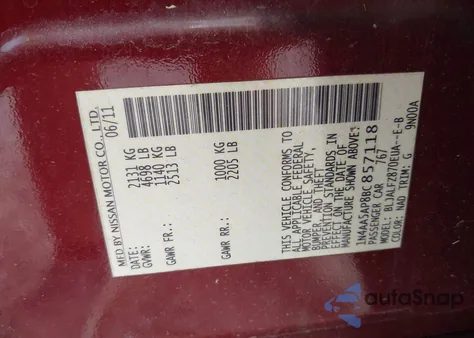 MFD BY NISSAN MOTOR CO., LTD.
DATE: 06/11
GVWR: 2131 KG
4698 LB
GAWR FR.: 1140 KG
2513 LB
GAWR RR.: 1000 KG
2205 LB
THIS VEHICLE CONFORMS TO
ALL APPLICABLE FEDERAL
MOTOR VEHICLE SAFETY,
BUMPER, AND THEFT
PREVENTION STANDARDS IN
EFFECT ON THE DATE OF
MANUFACTURE SHOWN ABOVE.
1N4AA5AP8BC857118
PASSENGER CAR 767
MODEL: BLJALFZ87OEUA--E-B
COLOR: NAD TRIM: G 9N00A
autoSnap